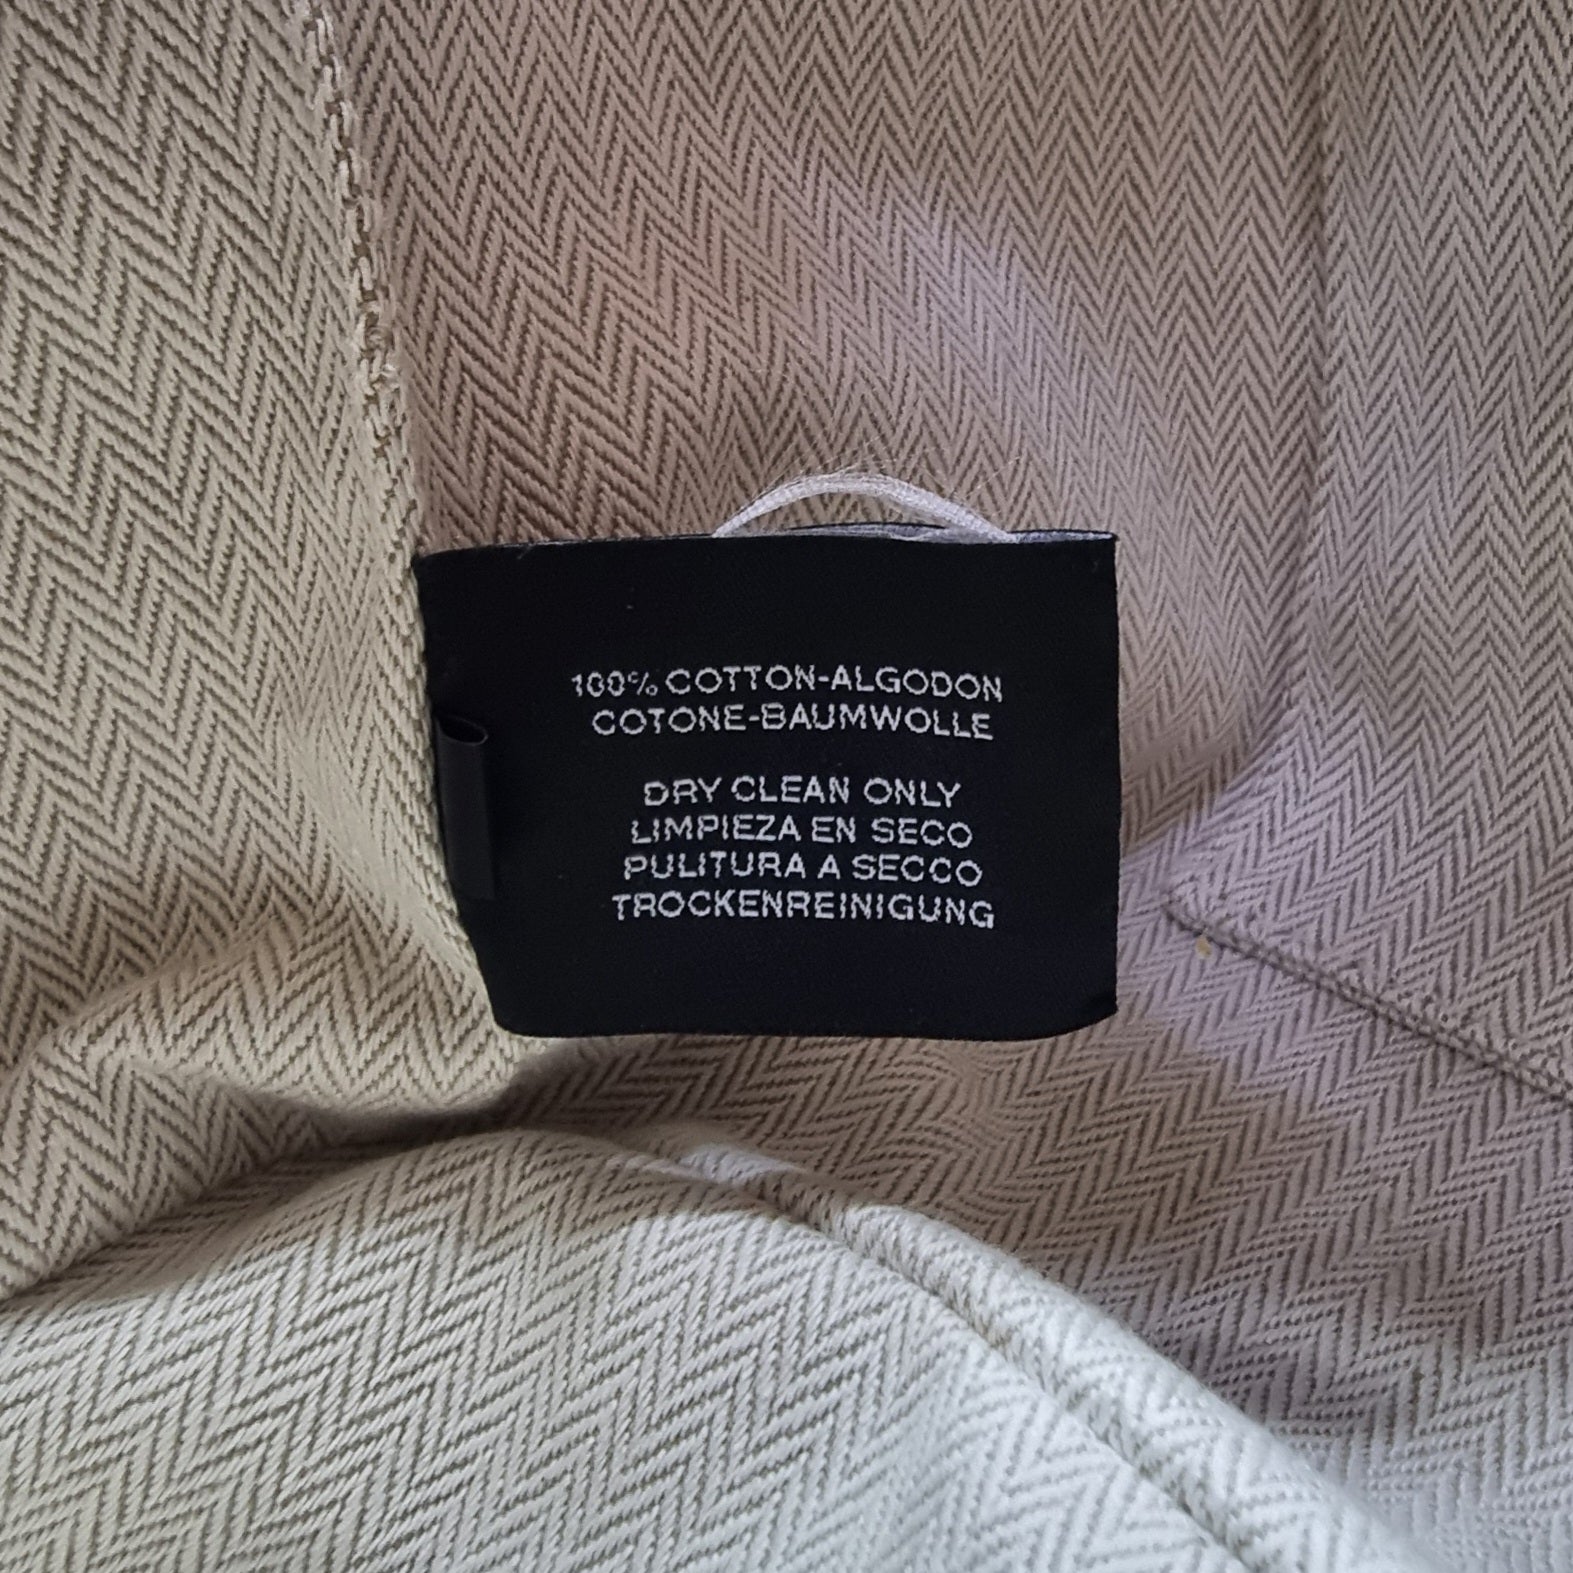 100% COTTON-ALGODON
COTONE-BAUMWOLLE
DRY CLEAN ONLY
LIMPIEZA EN SECO
PULITURA A SECCO
TROCKENREINIGUNG